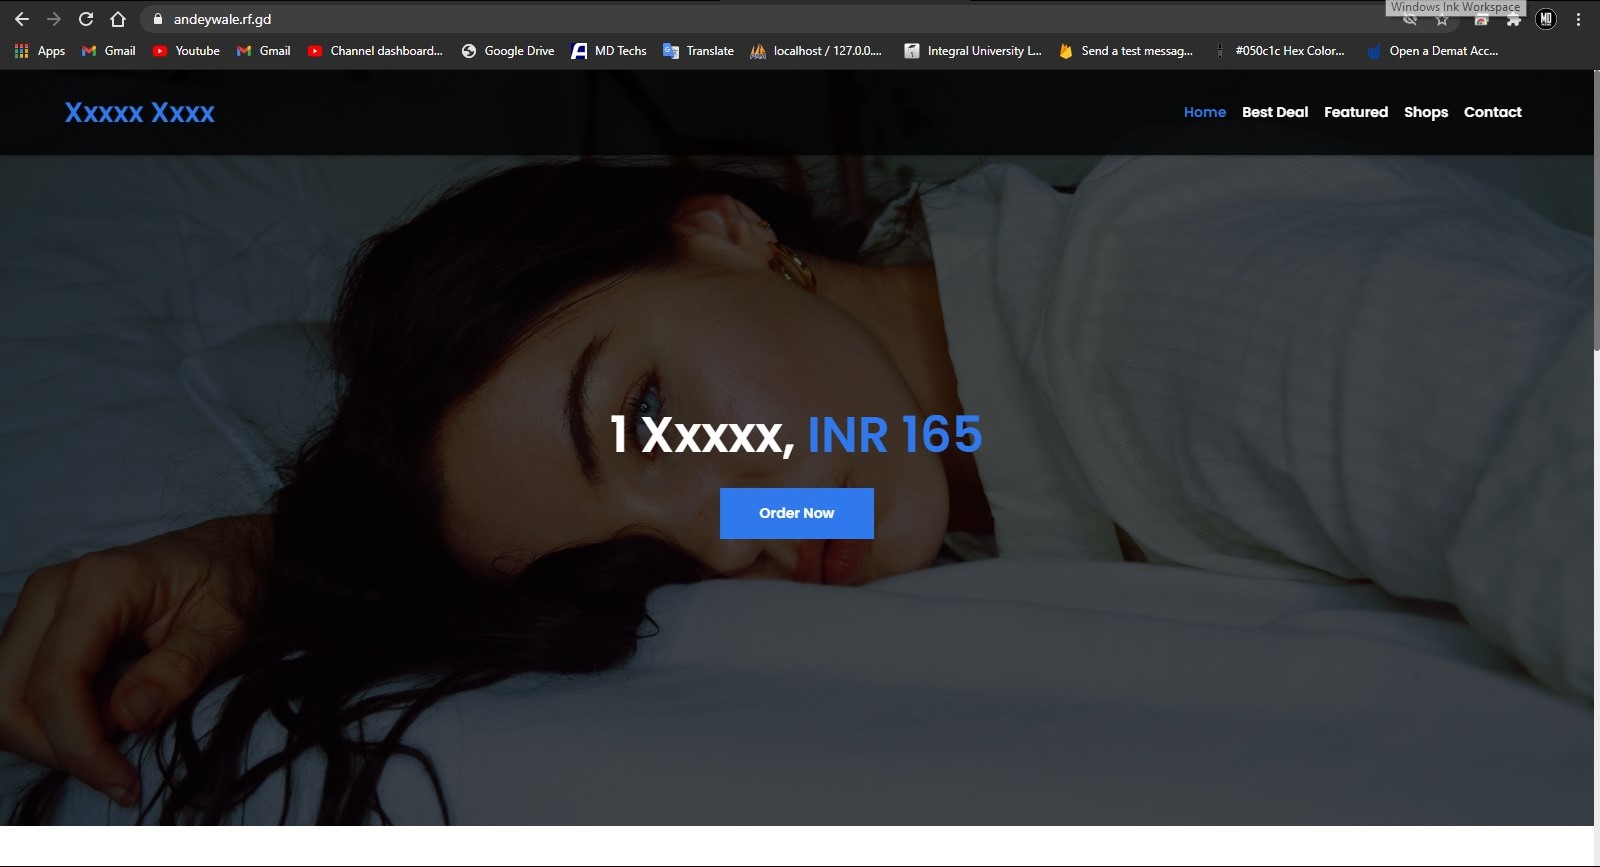 Windows Ink Workspace
andeywale.rf.gd
Apps Gmail Youtube Gmail Channel dashboard... Google Drive MD Techs Translate localhost / 127.0.0.... Integral University L... Send a test messag... #050c1c Hex Color... Open a Demat Acc...
Xxxxx Xxxx
Home Best Deal Featured Shops Contact
1 Xxxxx, INR 165
Order Now